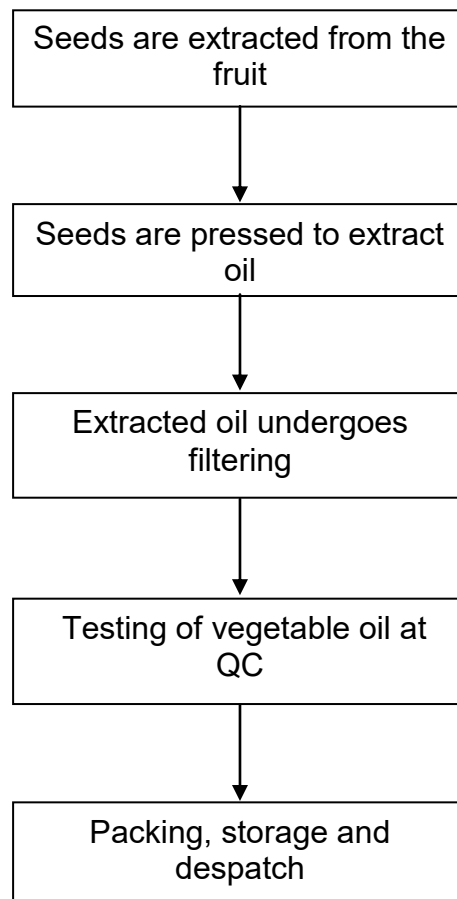 Seeds are extracted from the
fruit
Seeds are pressed to extract
oil
Extracted oil undergoes
filtering
Testing of vegetable oil at
QC
Packing, storage and
despatch